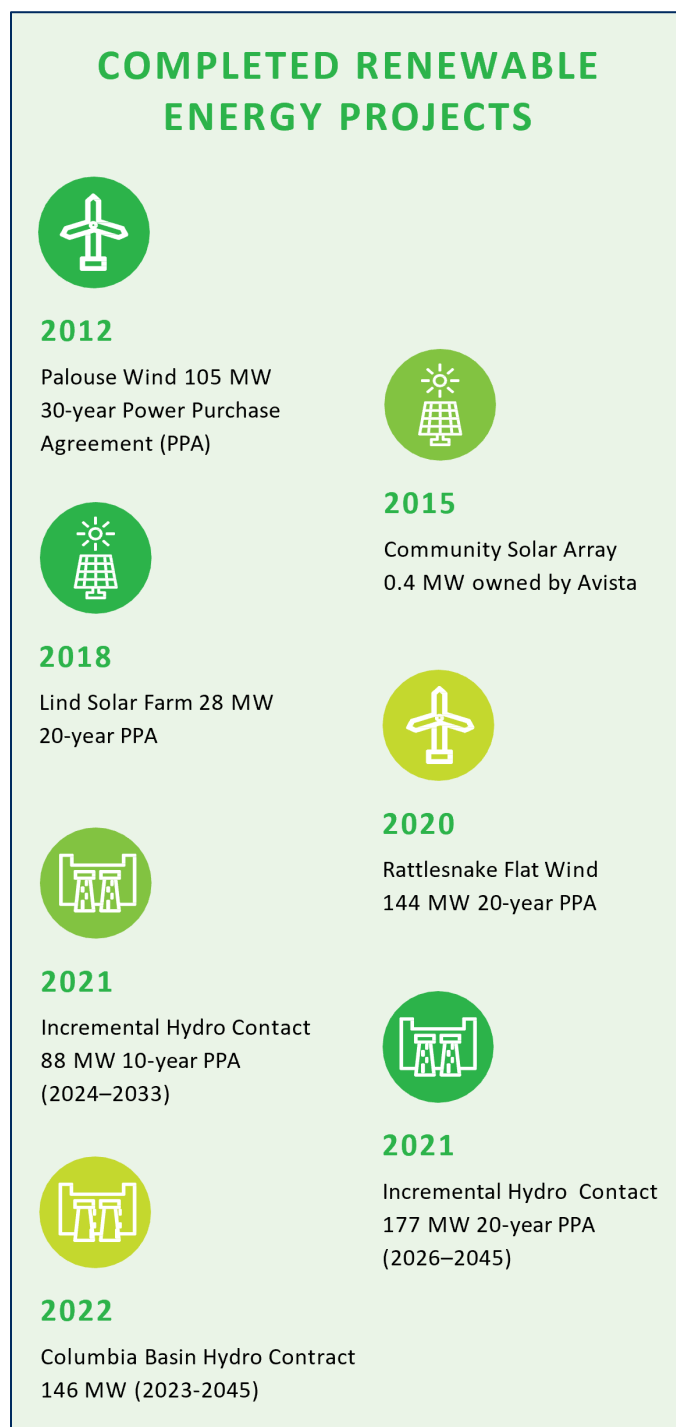 COMPLETED RENEWABLE
ENERGY PROJECTS
2012
Palouse Wind 105 MW
30-year Power Purchase
Agreement (PPA)
2015
Community Solar Array
0.4 MW owned by Avista
2018
Lind Solar Farm 28 MW
20-year PPA
2020
Rattlesnake Flat Wind
144 MW 20-year PPA
2021
Incremental Hydro Contact
88 MW 10-year PPA
(2024–2033)
2021
Incremental Hydro Contact
177 MW 20-year PPA
(2026–2045)
2022
Columbia Basin Hydro Contract
146 MW (2023-2045)